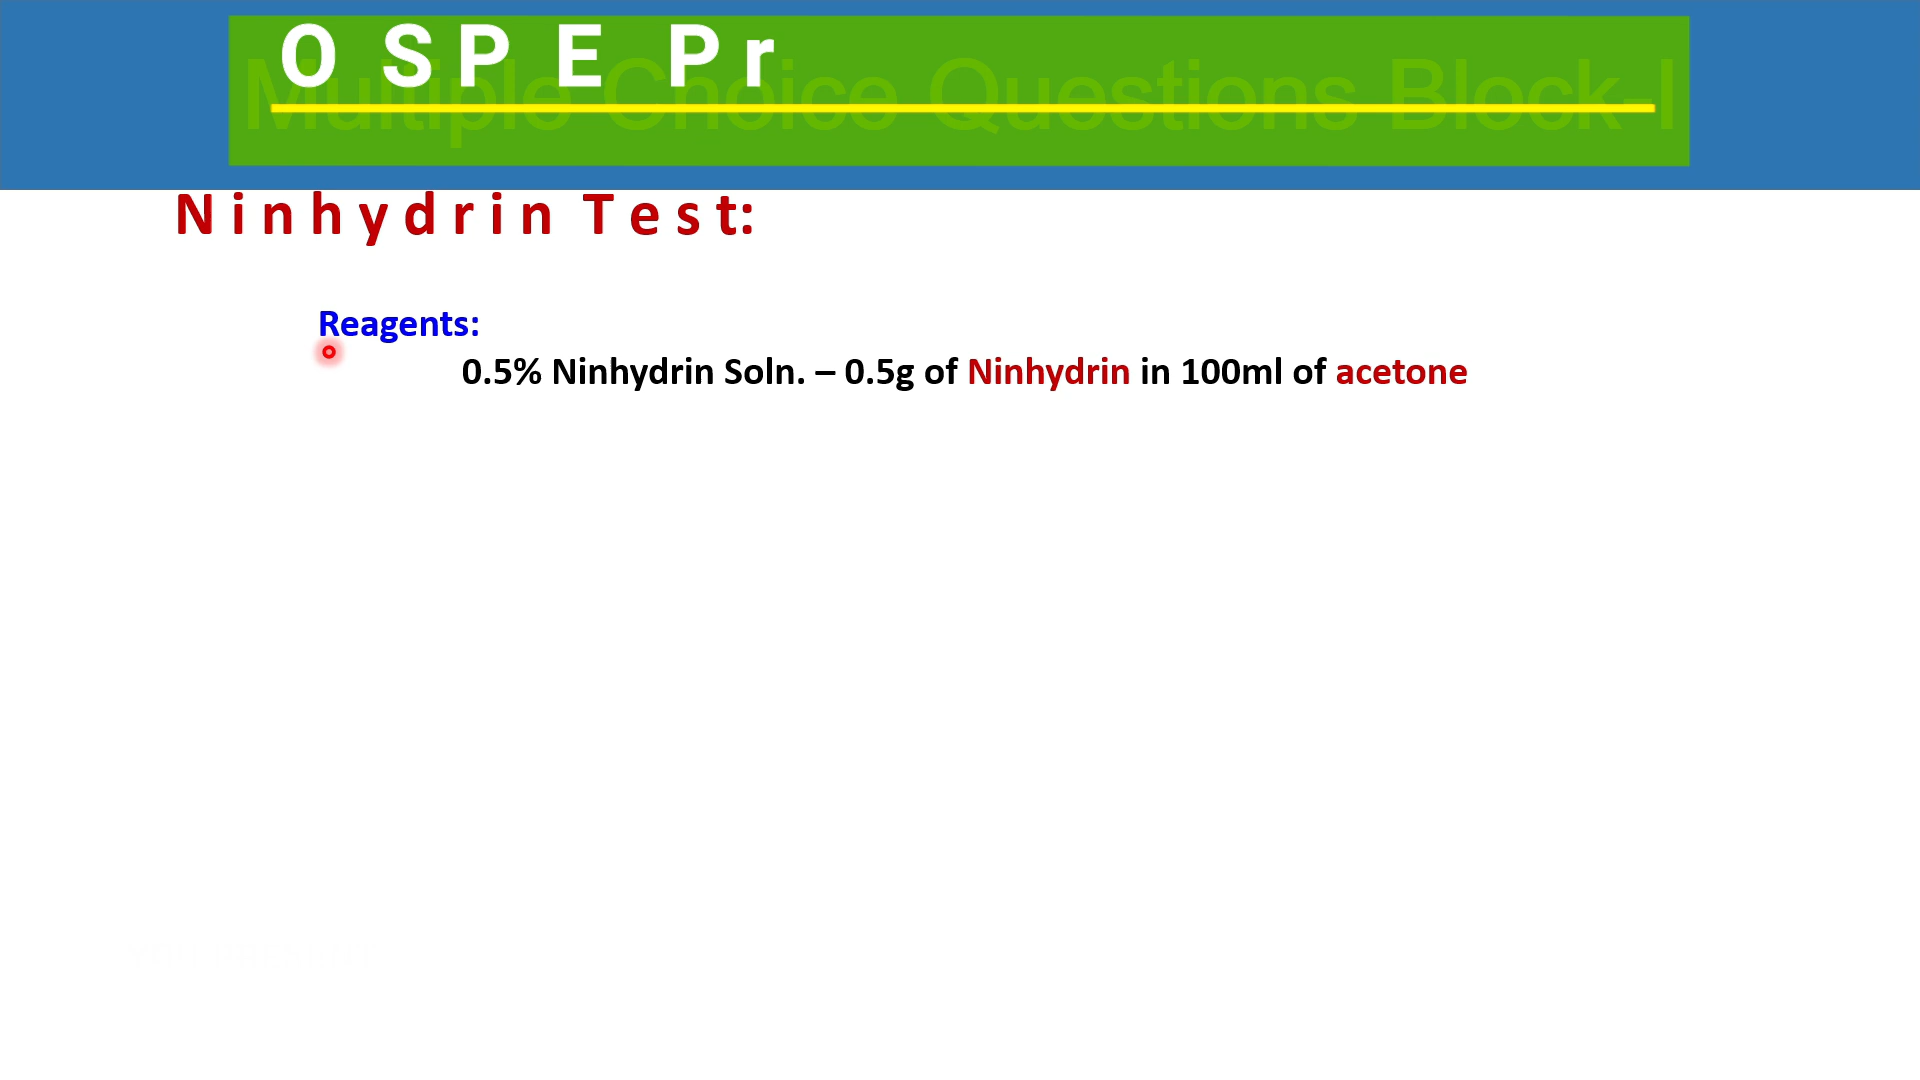 O S P E Pr
Multiple Choice Questions Block-I
Ninhydrin Test:
Reagents:
0.5% Ninhydrin Soln. – 0.5g of Ninhydrin in 100ml of acetone